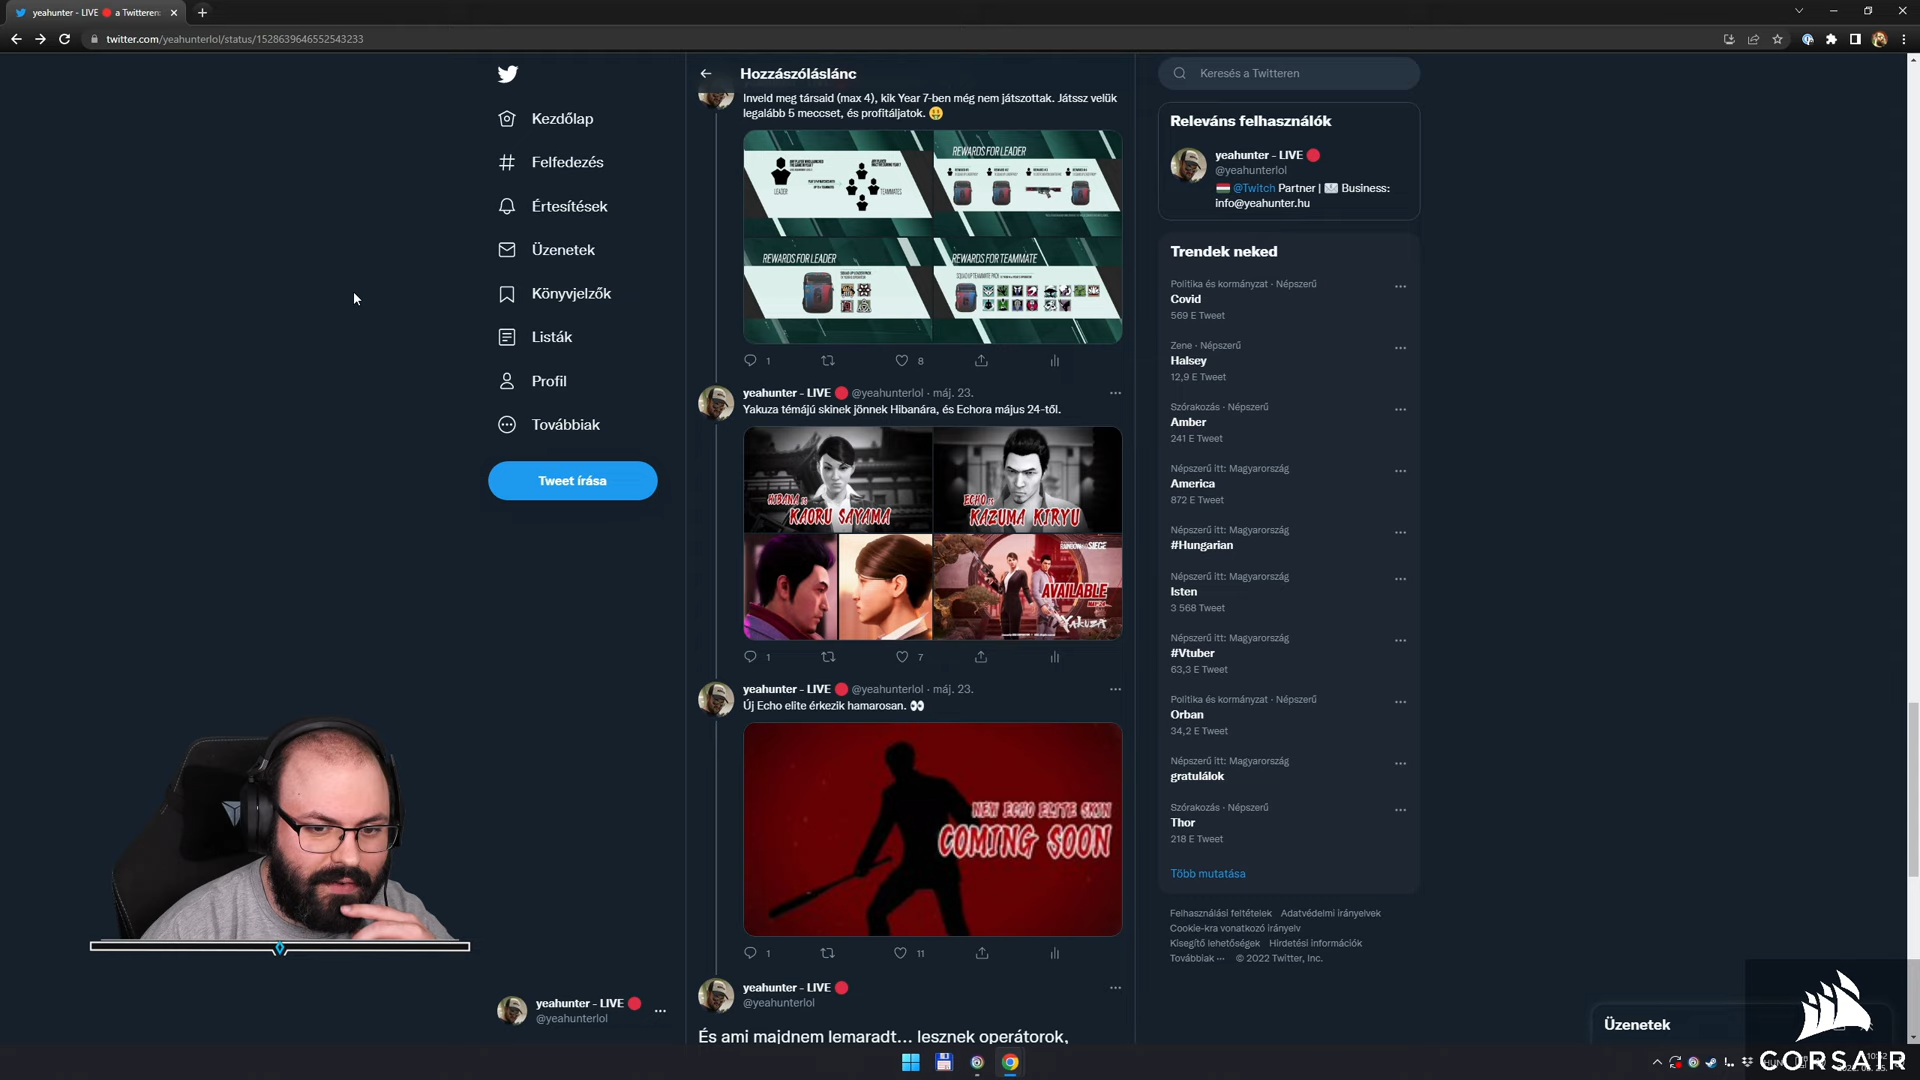 yeahunter - LIVE 🔴 a Twitteren:
twitter.com/yeahunterlol/status/1528639646552543233
Kezdőlap
Felfedezés
Értesítések
Üzenetek
Könyvjelzők
Listák
Profil
Továbbiak
Tweet írása
yeahunter - LIVE 🔴
@yeahunterlol
Hozzászóláslánc
Inveld meg társaid (max 4), kik Year 7-ben még nem játszottak. Játssz velük
legalább 5 meccset, és profitáljatok. 🤑
LEADER
TEAMMATES
REWARDS FOR LEADER
REWARDS FOR LEADER
REWARDS FOR TEAMMATE
1
8
yeahunter - LIVE 🔴 @yeahunterlol · máj. 23.
Yakuza témájú skinek jönnek Hibanára, és Echora május 24-től.
HIBANA
KAORU SAYAMA
ECHO
KAZUMA KIRYU
SIEGE
AVAILABLE
YAKUZA
1
7
yeahunter - LIVE 🔴 @yeahunterlol · máj. 23.
Új Echo elite érkezik hamarosan. 👀
NEW ECHO ELITE SKIN
COMING SOON
1
11
yeahunter - LIVE 🔴
@yeahunterlol
És ami majdnem lemaradt... lesznek operátorok,
Keresés a Twitteren
Releváns felhasználók
yeahunter - LIVE 🔴
@yeahunterlol
🇭🇺 @Twitch Partner | ✉️ Business:
info@yeahunter.hu
Trendek neked
Politika és kormányzat · Népszerű
Covid
569 E Tweet
Zene · Népszerű
Halsey
12,9 E Tweet
Szórakozás · Népszerű
Amber
241 E Tweet
Népszerű itt: Magyarország
America
872 E Tweet
Népszerű itt: Magyarország
#Hungarian
Népszerű itt: Magyarország
Isten
3 568 Tweet
Népszerű itt: Magyarország
#Vtuber
63,3 E Tweet
Politika és kormányzat · Népszerű
Orban
34,2 E Tweet
Népszerű itt: Magyarország
gratulálok
Szórakozás · Népszerű
Thor
218 E Tweet
Több mutatása
Felhasználási feltételek Adatvédelmi irányelvek
Cookie-kra vonatkozó irányelv
Kisegítő lehetőségek Hirdetési információk
Továbbiak ··· © 2022 Twitter, Inc.
Üzenetek
CORSAIR